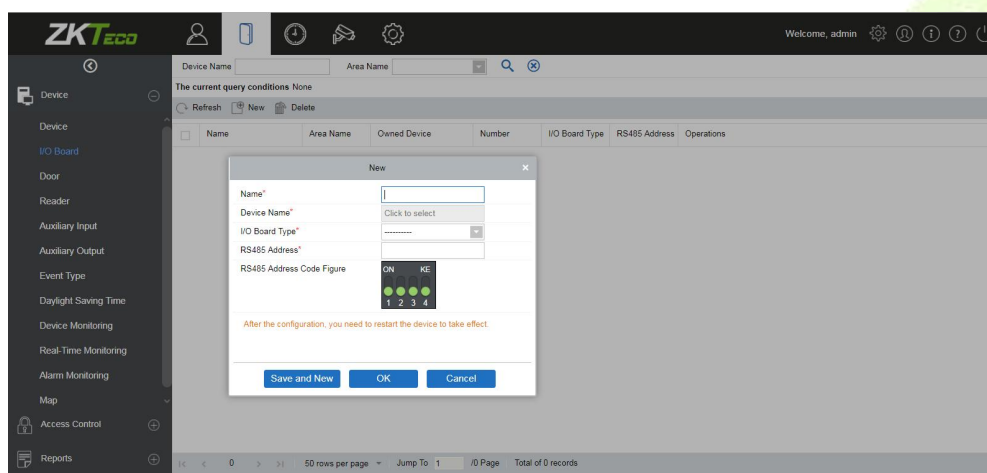 ZKTeco
Welcome, admin
Device Name Area Name
The current query conditions None
Refresh New Delete
Name Area Name Owned Device Number I/O Board Type RS485 Address Operations
Device
Device
I/O Board
Door
Reader
Auxiliary Input
Auxiliary Output
Event Type
Daylight Saving Time
Device Monitoring
Real-Time Monitoring
Alarm Monitoring
Map
Access Control
Reports
New
Name*
Device Name* Click to select
I/O Board Type* ----------
RS485 Address*
RS485 Address Code Figure
ON KE
1 2 3 4
After the configuration, you need to restart the device to take effect
Save and New OK Cancel
0 50 rows per page Jump To 1 /0 Page Total of 0 records